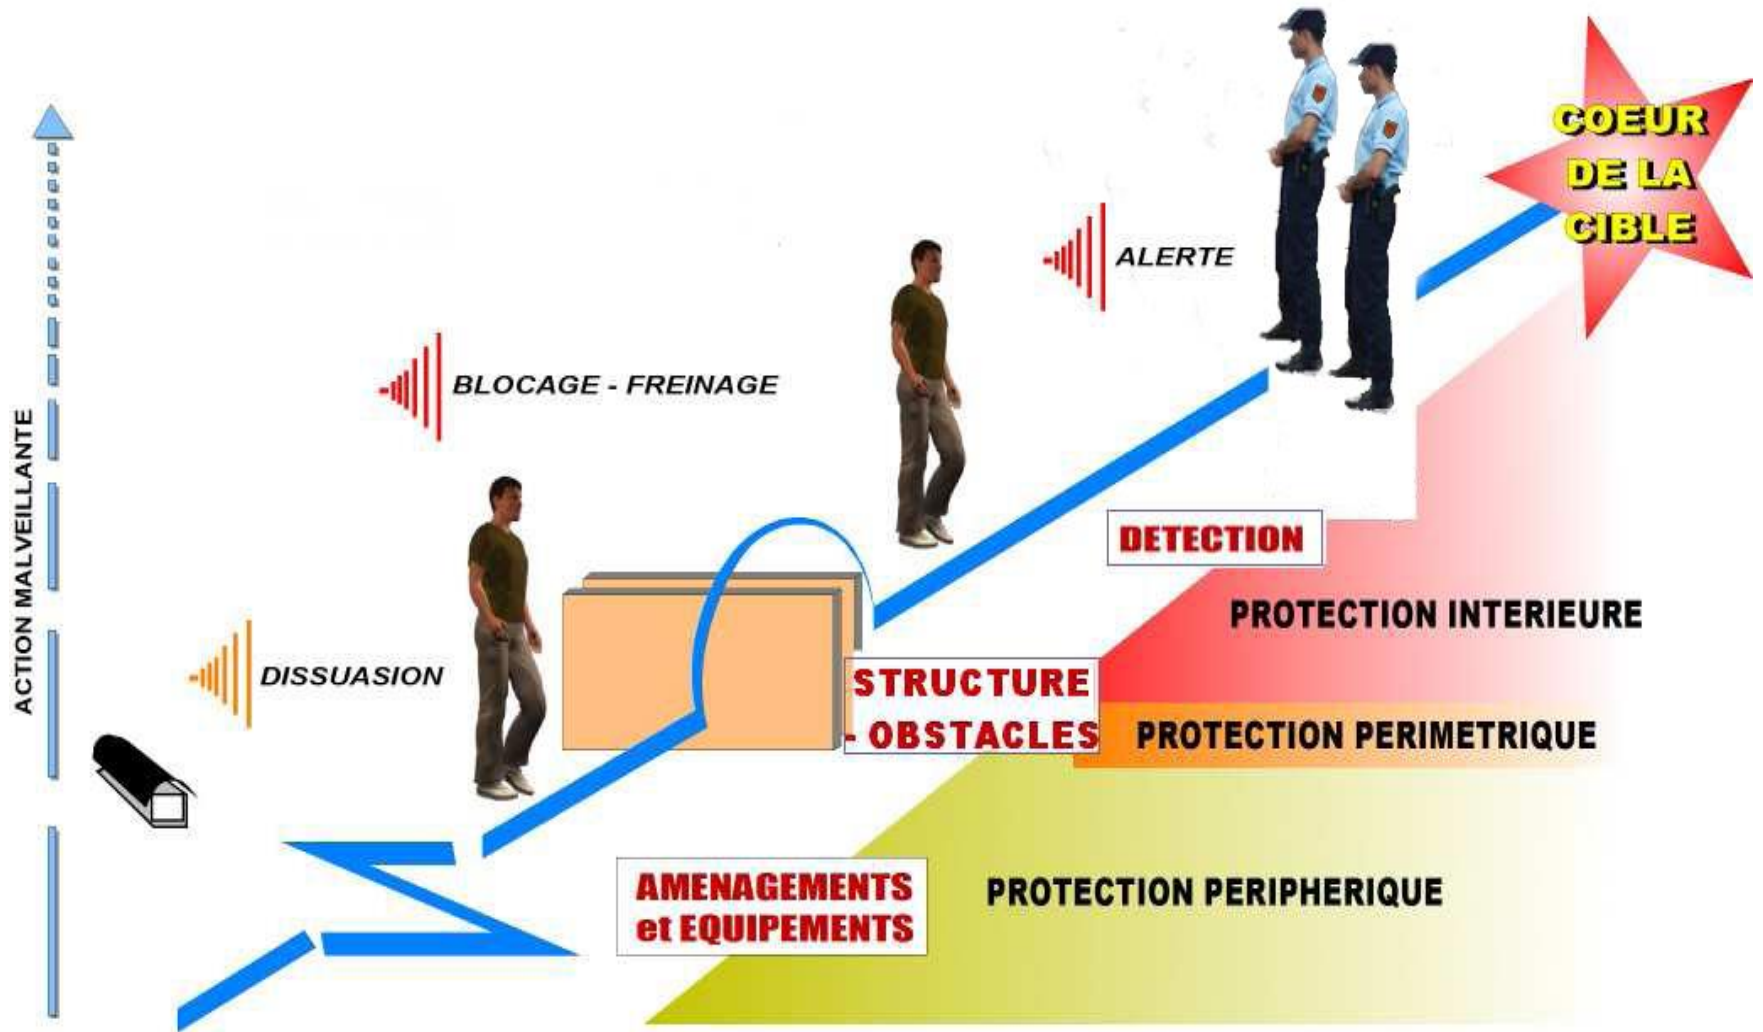 COEUR
DE LA
CIBLE
ALERTE
BLOCAGE - FREINAGE
ACTION MALVEILLANTE
DETECTION
PROTECTION INTERIEURE
DISSUASION
STRUCTURE
- OBSTACLES
PROTECTION PERIMETRIQUE
AMENAGEMENTS
et EQUIPEMENTS
PROTECTION PERIPHERIQUE